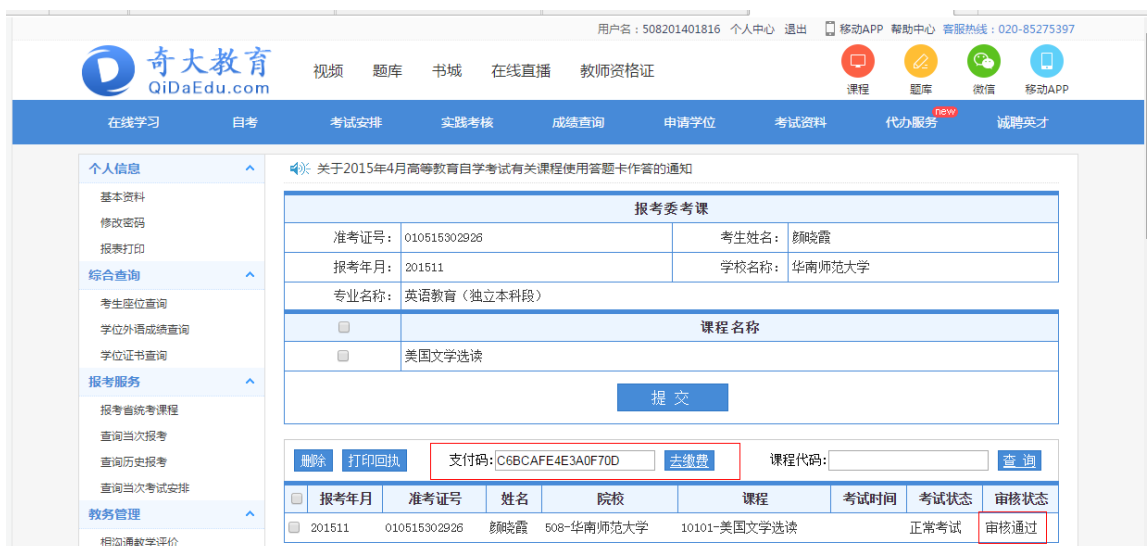 用户名：508201401816 个人中心 退出 移动APP 帮助中心 客服热线：020-85275397
奇大教育
QiDaEdu.com
视频 题库 书城 在线直播 教师资格证
课程 题库 微信 移动APP
在线学习 自考 考试安排 实践考核 成绩查询 申请学位 考试资料 代办服务 new 诚聘英才
个人信息
基本资料
修改密码
报表打印
综合查询
考生座位查询
学位外语成绩查询
学位证书查询
报考服务
报考省统考课程
查询当次报考
查询历史报考
查询当次考试安排
教务管理
相沟通教学评价
关于2015年4月高等教育自学考试有关课程使用答题卡作答的通知
报考委考课
准考证号： 010515302926 考生姓名： 颜晓霞
报考年月： 201511 学校名称： 华南师范大学
专业名称： 英语教育（独立本科段）
课程名称
美国文学选读
提 交
删除 打印回执 支付码: C6BCAFE4E3A0F70D 去缴费 课程代码: 查 询
报考年月 准考证号 姓名 院校 课程 考试时间 考试状态 审核状态
201511 010515302926 颜晓霞 508-华南师范大学 10101-美国文学选读 正常考试 审核通过